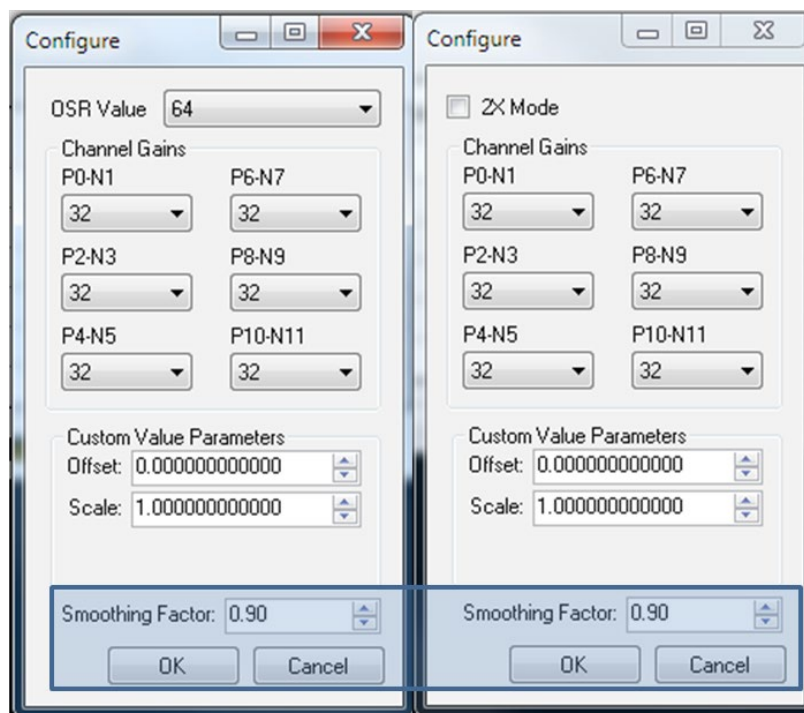 Configure
OSR Value 64
Channel Gains
P0-N1 P6-N7
32 32
P2-N3 P8-N9
32 32
P4-N5 P10-N11
32 32
Custom Value Parameters
Offset: 0.000000000000
Scale: 1.000000000000
Smoothing Factor: 0.90
OK Cancel
Configure
2X Mode
Channel Gains
P0-N1 P6-N7
32 32
P2-N3 P8-N9
32 32
P4-N5 P10-N11
32 32
Custom Value Parameters
Offset: 0.000000000000
Scale: 1.000000000000
Smoothing Factor: 0.90
OK Cancel